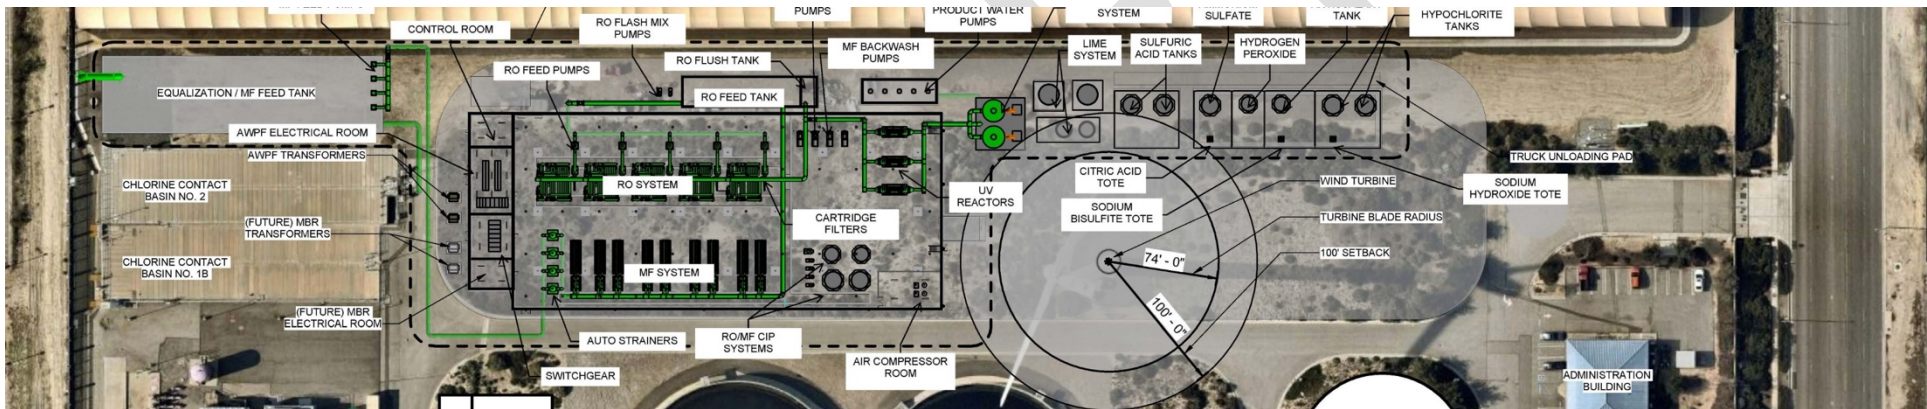 MF FEED PUMPS
CONTROL ROOM
RO FLASH MIX
PUMPS
PUMPS
PRODUCT WATER
PUMPS
SYSTEM
SULFATE
TANK
HYPOCHLORITE
TANKS
RO FEED PUMPS
RO FLUSH TANK
MF BACKWASH
PUMPS
LIME
SYSTEM
SULFURIC
ACID TANKS
HYDROGEN
PEROXIDE
EQUALIZATION / MF FEED TANK
RO FEED TANK
AWPF ELECTRICAL ROOM
AWPF TRANSFORMERS
CHLORINE CONTACT
BASIN NO. 2
RO SYSTEM
UV
REACTORS
CITRIC ACID
TOTE
WIND TURBINE
TRUCK UNLOADING PAD
SODIUM
HYDROXIDE TOTE
(FUTURE) MBR
TRANSFORMERS
CARTRIDGE
FILTERS
SODIUM
BISULFITE TOTE
TURBINE BLADE RADIUS
CHLORINE CONTACT
BASIN NO. 1B
MF SYSTEM
74' - 0"
100' SETBACK
100' - 0"
(FUTURE) MBR
ELECTRICAL ROOM
AUTO STRAINERS
RO/MF CIP
SYSTEMS
AIR COMPRESSOR
ROOM
SWITCHGEAR
ADMINISTRATION
BUILDING